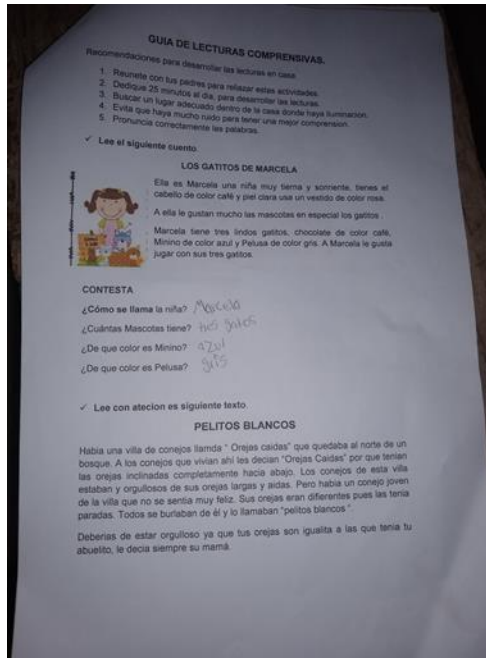 GUIA DE LECTURAS COMPRENSIVAS.
Recomendaciones para desarrollar las lecturas en casa
1. Reunete con tus padres para relizar estas actividades.
2. Dedique 25 minutos al dia, para desarrollar las lecturas.
3. Buscar un lugar adecuado dentro de la casa donde haya iluminación.
4. Evita que haya mucho ruido para tener una mejor comprension.
5. Pronuncia correctamente las palabras.
✓ Lee el siguiente cuento.
LOS GATITOS DE MARCELA
Ella es Marcela una niña muy tierna y sonriente, tienes el
cabello de color café y piel clara usa un vestido de color rosa.
A ella le gustan mucho las mascotas en especial los gatitos.
Marcela tiene tres lindos gatitos, chocolate de color café,
Minino de color azul y Pelusa de color gris. A Marcela le gusta
jugar con sus tres gatitos.
CONTESTA
¿Cómo se llama la niña? Marcela
¿Cuántas Mascotas tiene? tres gatos
¿De que color es Minino? azul
¿De que color es Pelusa? gris
✓ Lee con atecion es siguiente texto.
PELITOS BLANCOS
Habia una villa de conejos llamda " Orejas caidas" que quedaba al norte de un
bosque. A los conejos que vivian ahí les decian "Orejas Caidas" por que tenian
las orejas inclinadas completamente hacia abajo. Los conejos de esta villa
estaban y orgullosos de sus orejas largas y aidas. Pero habia un conejo joven
de la villa que no se sentia muy feliz. Sus orejas eran diferentes pues las tenia
paradas. Todos se burlaban de él y lo llamaban "pelitos blancos ".
Deberias de estar orgulloso ya que tus orejas son igualita a las que tenia tu
abuelito, le decia siempre su mamá.